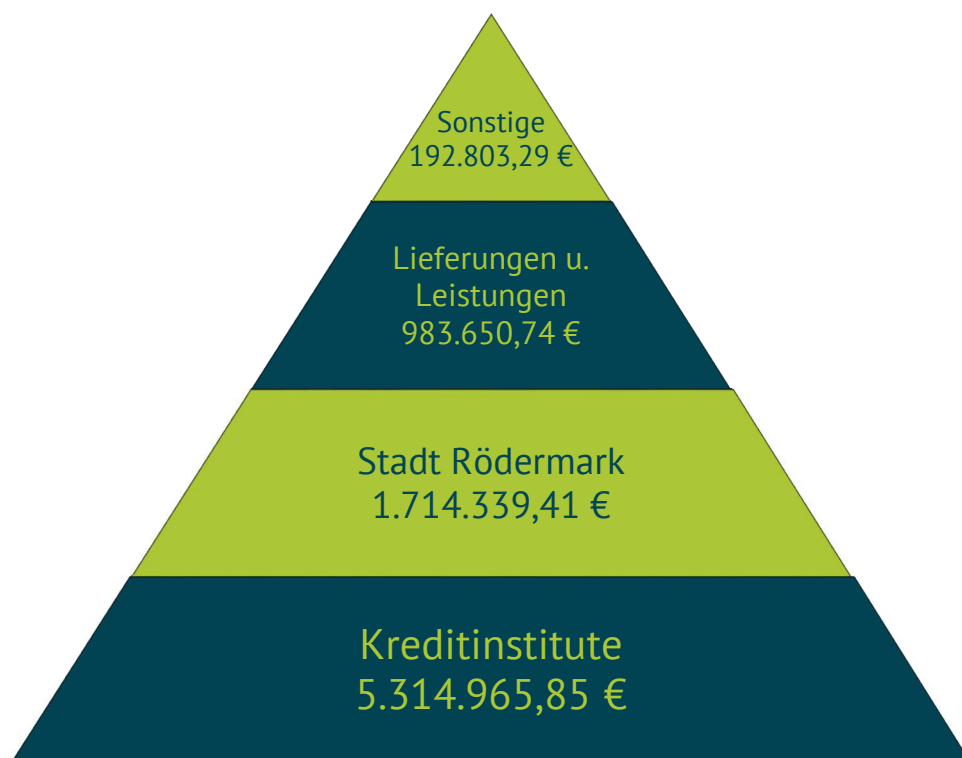 Sonstige
192.803,29 €
Lieferungen u.
Leistungen
983.650,74 €
Stadt Rödermark
1.714.339,41 €
Kreditinstitute
5.314.965,85 €